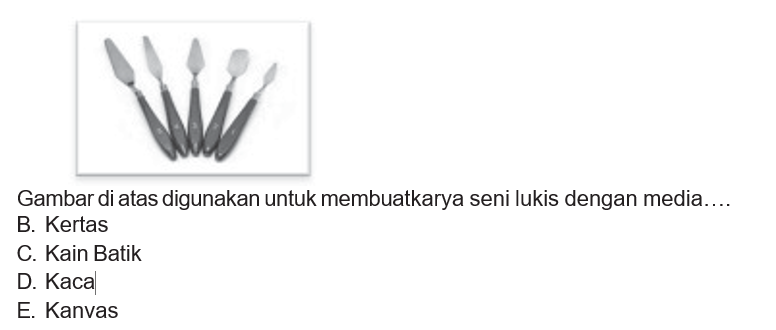 Gambar di atas digunakan untuk membuatkarya seni lukis dengan media….
B. Kertas
C. Kain Batik
D. Kaca
E. Kanvas